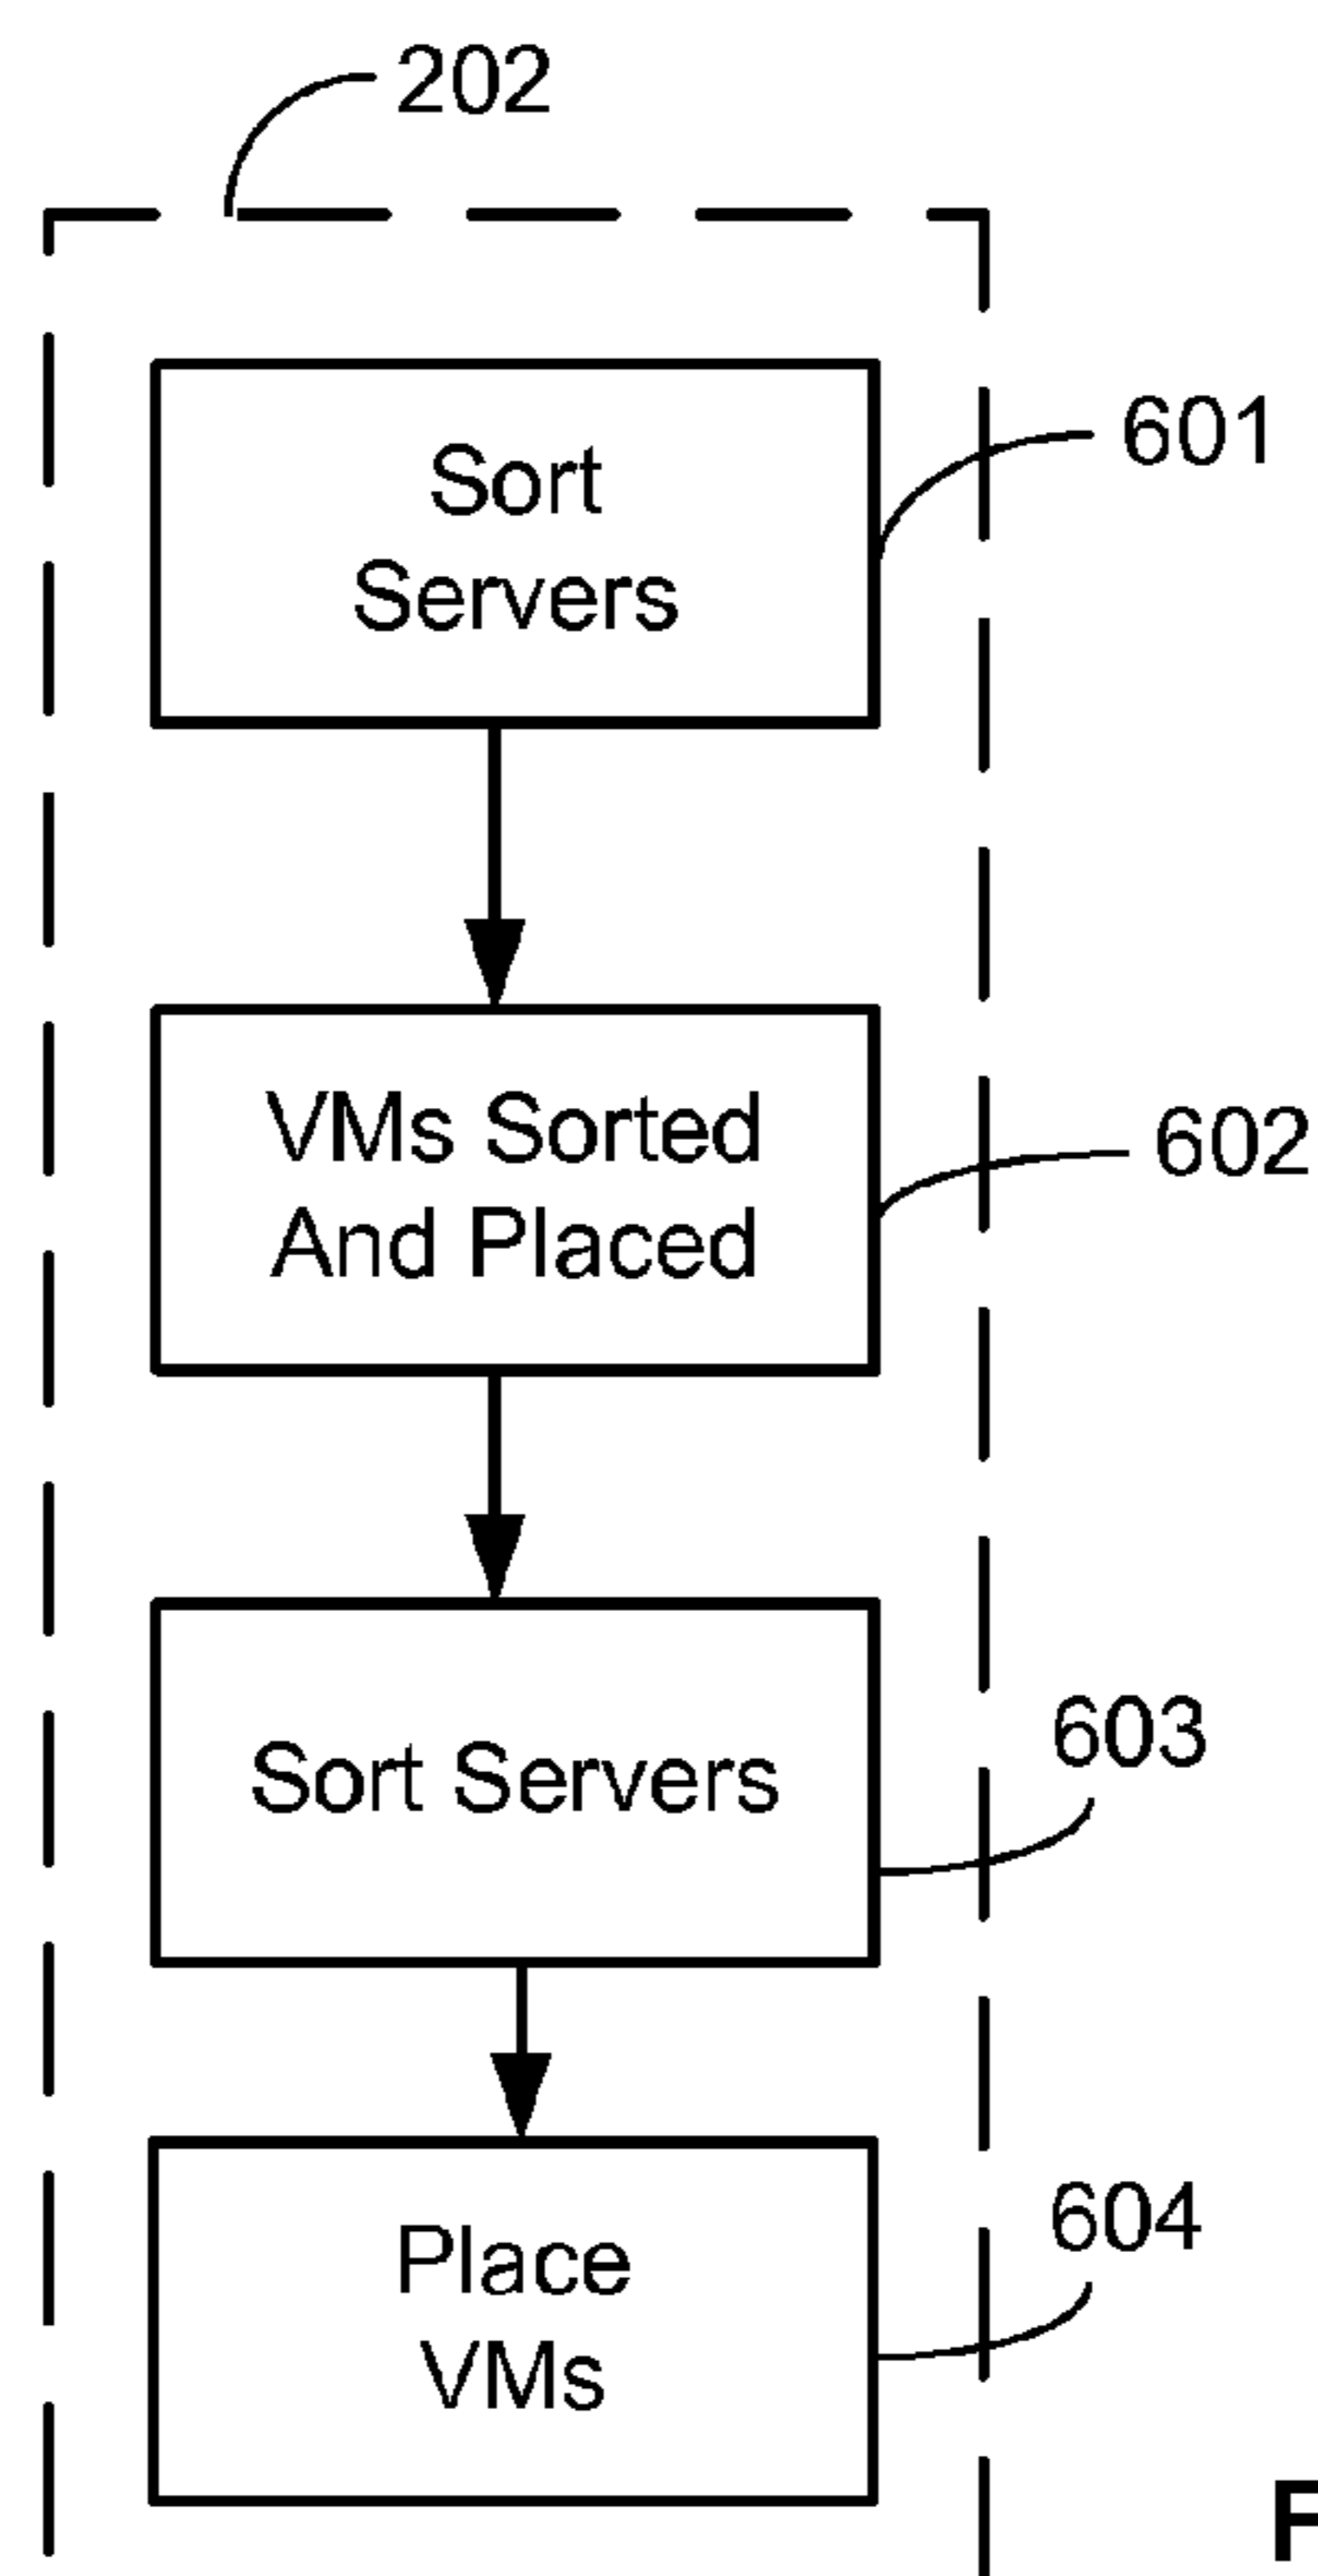 202
Sort
Servers
601
VMs Sorted
And Placed
602
Sort Servers
603
Place
VMs
604
F